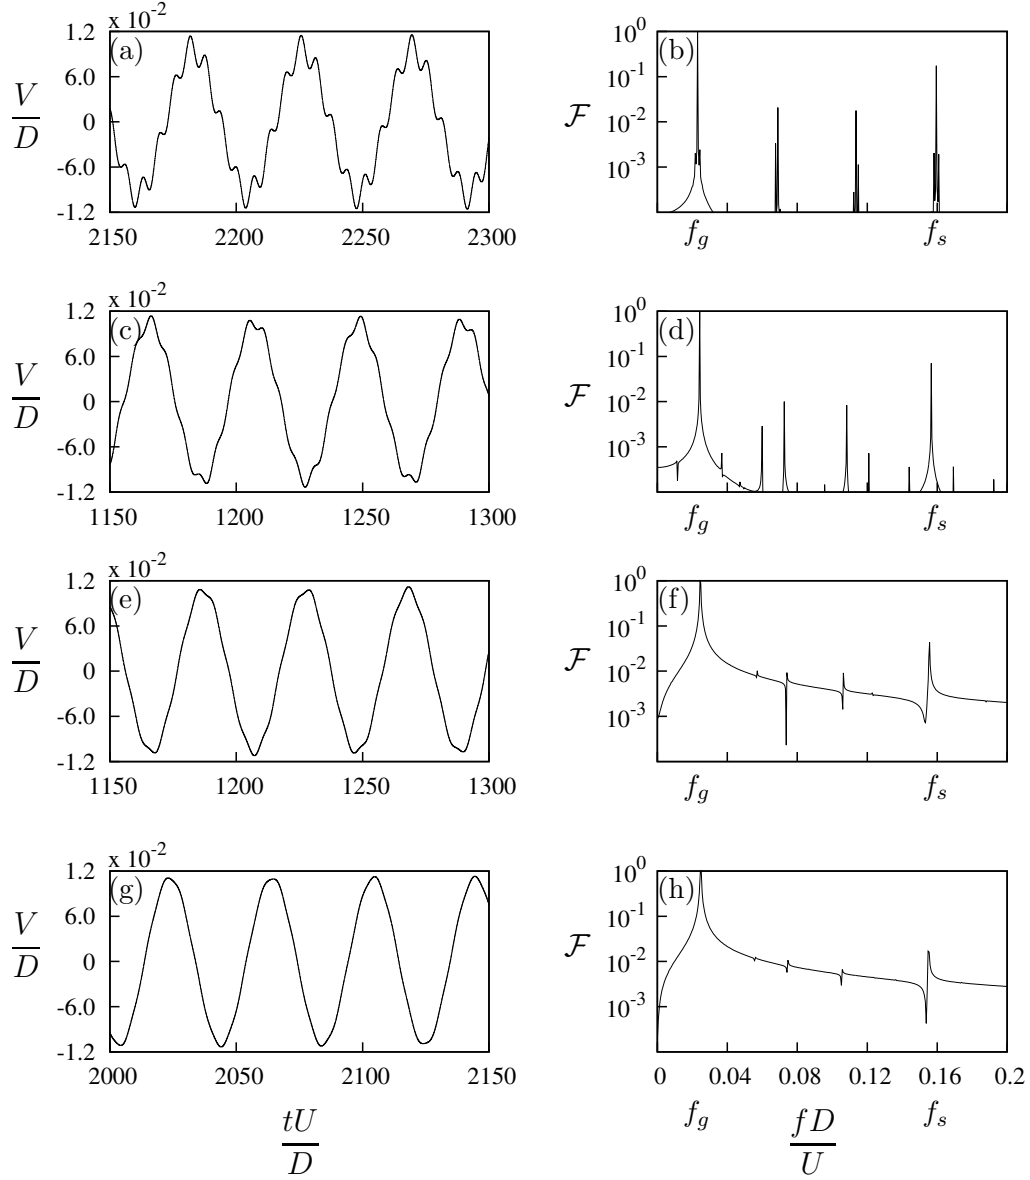 x 10-2
1.2 (a) 6.0 0 -6.0 -1.2
V/D
2150 2200 2250 2300
(b) 10^0 10^-1 10^-2 10^-3
F
f_g f_s
x 10-2
1.2 (c) 6.0 0 -6.0 -1.2
V/D
1150 1200 1250 1300
(d) 10^0 10^-1 10^-2 10^-3
F
f_g f_s
x 10-2
1.2 (e) 6.0 0 -6.0 -1.2
V/D
1150 1200 1250 1300
(f) 10^0 10^-1 10^-2 10^-3
F
f_g f_s
x 10-2
1.2 (g) 6.0 0 -6.0 -1.2
V/D
2000 2050 2100 2150
tU/D
(h) 10^0 10^-1 10^-2 10^-3
F
0 0.04 0.08 0.12 0.16 0.2
f_g f_s
fD/U